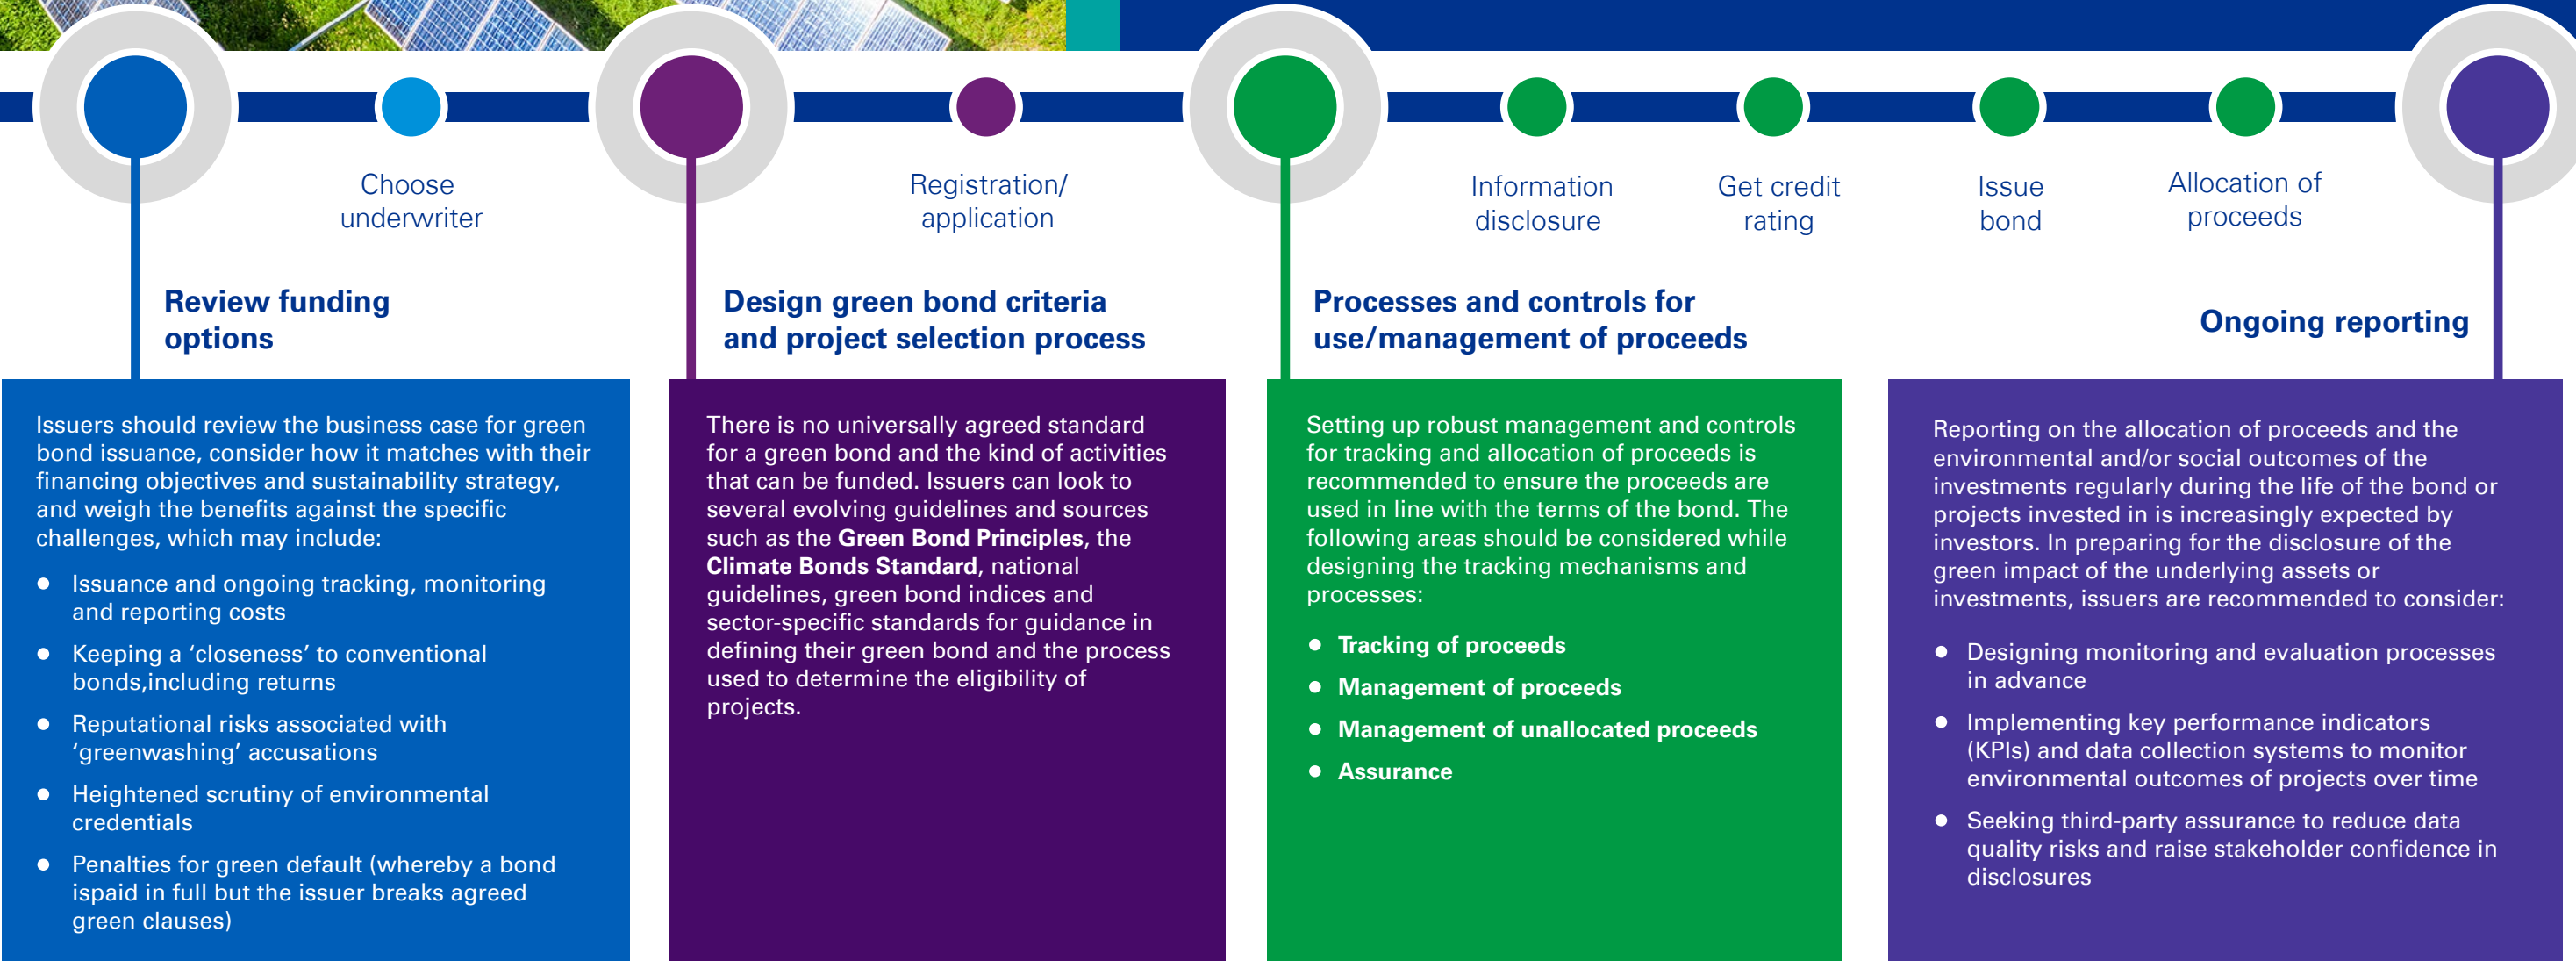 Choose
underwriter
Registration/
application
Information
disclosure
Get credit
rating
Issue
bond
Allocation of
proceeds
Review funding
options
Issuers should review the business case for green
bond issuance, consider how it matches with their
financing objectives and sustainability strategy,
and weigh the benefits against the specific
challenges, which may include:
● Issuance and ongoing tracking, monitoring
and reporting costs
● Keeping a ‘closeness’ to conventional
bonds,including returns
● Reputational risks associated with
‘greenwashing’ accusations
● Heightened scrutiny of environmental
credentials
● Penalties for green default (whereby a bond
ispaid in full but the issuer breaks agreed
green clauses)
Design green bond criteria
and project selection process
There is no universally agreed standard
for a green bond and the kind of activities
that can be funded. Issuers can look to
several evolving guidelines and sources
such as the Green Bond Principles, the
Climate Bonds Standard, national
guidelines, green bond indices and
sector-specific standards for guidance in
defining their green bond and the process
used to determine the eligibility of
projects.
Processes and controls for
use/management of proceeds
Setting up robust management and controls
for tracking and allocation of proceeds is
recommended to ensure the proceeds are
used in line with the terms of the bond. The
following areas should be considered while
designing the tracking mechanisms and
processes:
● Tracking of proceeds
● Management of proceeds
● Management of unallocated proceeds
● Assurance
Ongoing reporting
Reporting on the allocation of proceeds and the
environmental and/or social outcomes of the
investments regularly during the life of the bond or
projects invested in is increasingly expected by
investors. In preparing for the disclosure of the
green impact of the underlying assets or
investments, issuers are recommended to consider:
● Designing monitoring and evaluation processes
in advance
● Implementing key performance indicators
(KPIs) and data collection systems to monitor
environmental outcomes of projects over time
● Seeking third-party assurance to reduce data
quality risks and raise stakeholder confidence in
disclosures